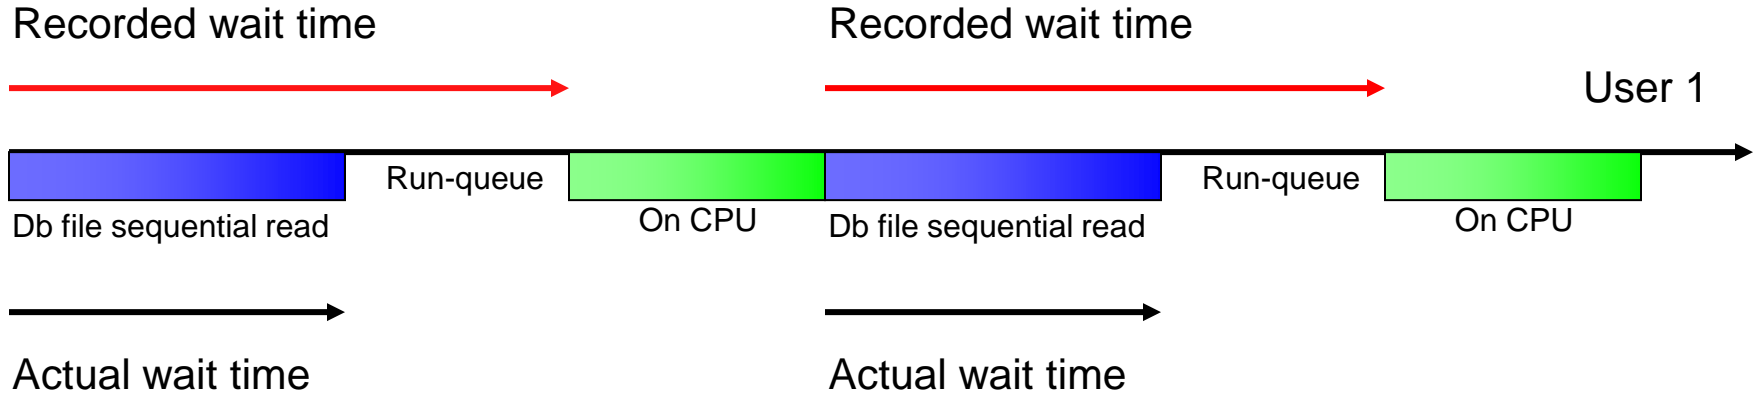 Recorded wait time
Recorded wait time
User 1
Run-queue
Run-queue
Db file sequential read
On CPU
Db file sequential read
On CPU
Actual wait time
Actual wait time